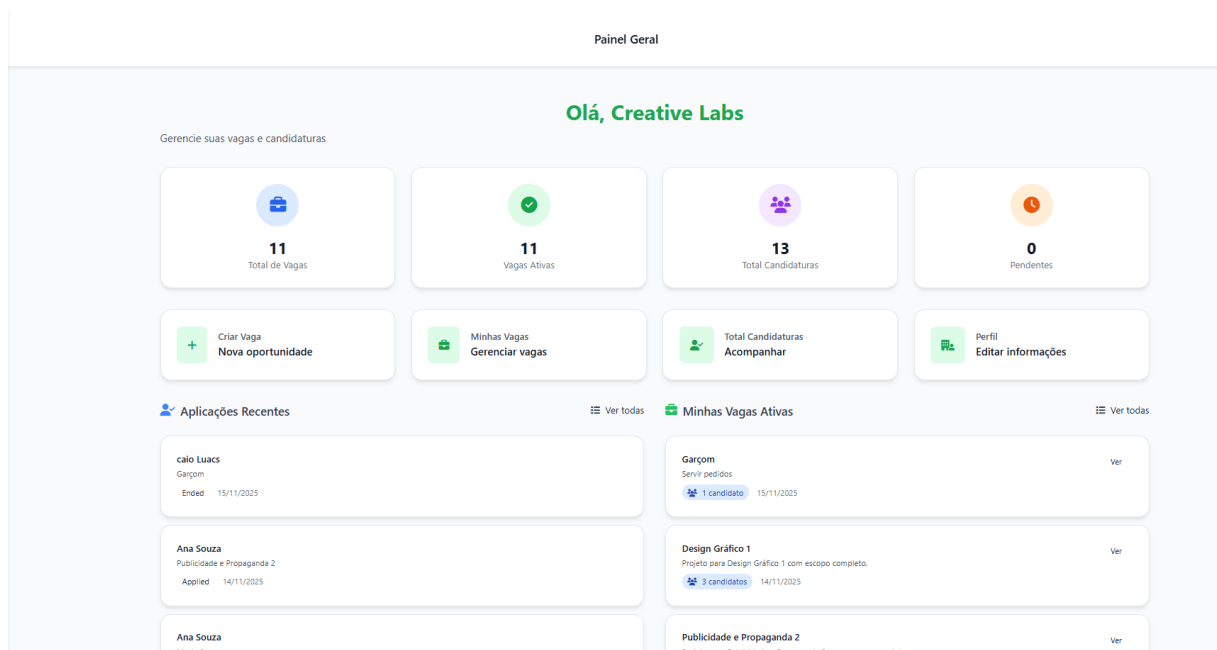 Painel Geral
Olá, Creative Labs
Gerencie suas vagas e candidaturas
11
Total de Vagas
11
Vagas Ativas
13
Total Candidaturas
0
Pendentes
Criar Vaga
Nova oportunidade
Minhas Vagas
Gerenciar vagas
Total Candidaturas
Acompanhar
Perfil
Editar informações
Aplicações Recentes
Ver todas
caio Luacs
Garçom
Ended 15/11/2025
Ana Souza
Publicidade e Propaganda 2
Applied 14/11/2025
Ana Souza
Minhas Vagas Ativas
Ver todas
Garçom
Ver
Servir pedidos
1 candidato 15/11/2025
Design Gráfico 1
Ver
Projeto para Design Gráfico 1 com escopo completo.
3 candidatos 14/11/2025
Publicidade e Propaganda 2
Ver